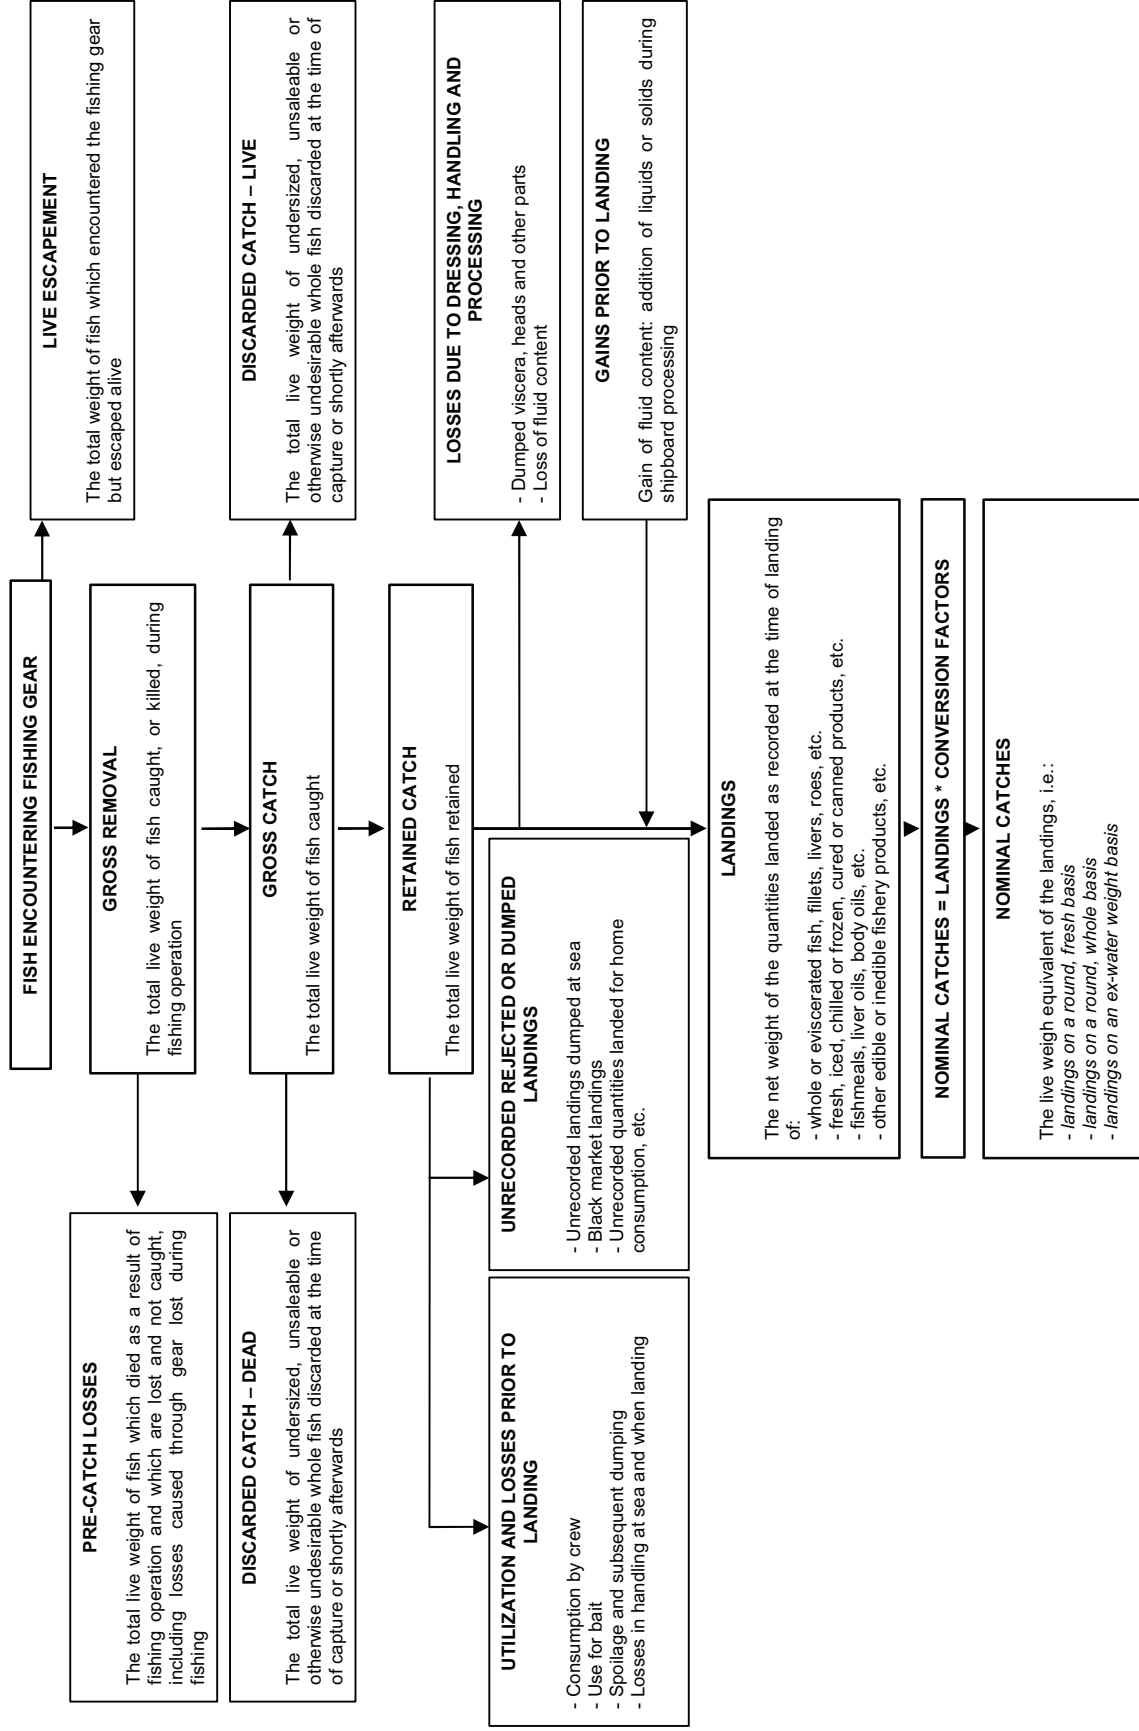 FISH ENCOUNTERING FISHING GEAR
LIVE ESCAPEMENT
The total weight of fish which encountered the fishing gear
but escaped alive
PRE-CATCH LOSSES
The total live weight of fish which died as a result of
fishing operation and which are lost and not caught,
including losses caused through gear lost during
fishing
GROSS REMOVAL
The total live weight of fish caught, or killed, during
fishing operation
DISCARDED CATCH – DEAD
The total live weight of undersized, unsaleable or
otherwise undesirable whole fish discarded at the time
of capture or shortly afterwards
GROSS CATCH
The total live weight of fish caught
DISCARDED CATCH – LIVE
The total live weight of undersized, unsaleable or
otherwise undesirable whole fish discarded at the time of
capture or shortly afterwards
RETAINED CATCH
The total live weight of fish retained
LOSSES DUE TO DRESSING, HANDLING AND
PROCESSING
- Dumped viscera, heads and other parts
- Loss of fluid content
UTILIZATION AND LOSSES PRIOR TO
LANDING
- Consumption by crew
- Use for bait
- Spoilage and subsequent dumping
- Losses in handling at sea and when landing
UNRECORDED REJECTED OR DUMPED
LANDINGS
- Unrecorded landings dumped at sea
- Black market landings
- Unrecorded quantities landed for home
consumption, etc.
GAINS PRIOR TO LANDING
Gain of fluid content: addition of liquids or solids during
shipboard processing
LANDINGS
The net weight of the quantities landed as recorded at the time of landing
of:
- whole or eviscerated fish, fillets, livers, roes, etc.
- fresh, iced, chilled or frozen, cured or canned products, etc.
- fishmeals, liver oils, body oils, etc.
- other edible or inedible fishery products, etc.
NOMINAL CATCHES = LANDINGS * CONVERSION FACTORS
NOMINAL CATCHES
The live weigh equivalent of the landings, i.e.:
- landings on a round, fresh basis
- landings on a round, whole basis
- landings on an ex-water weight basis